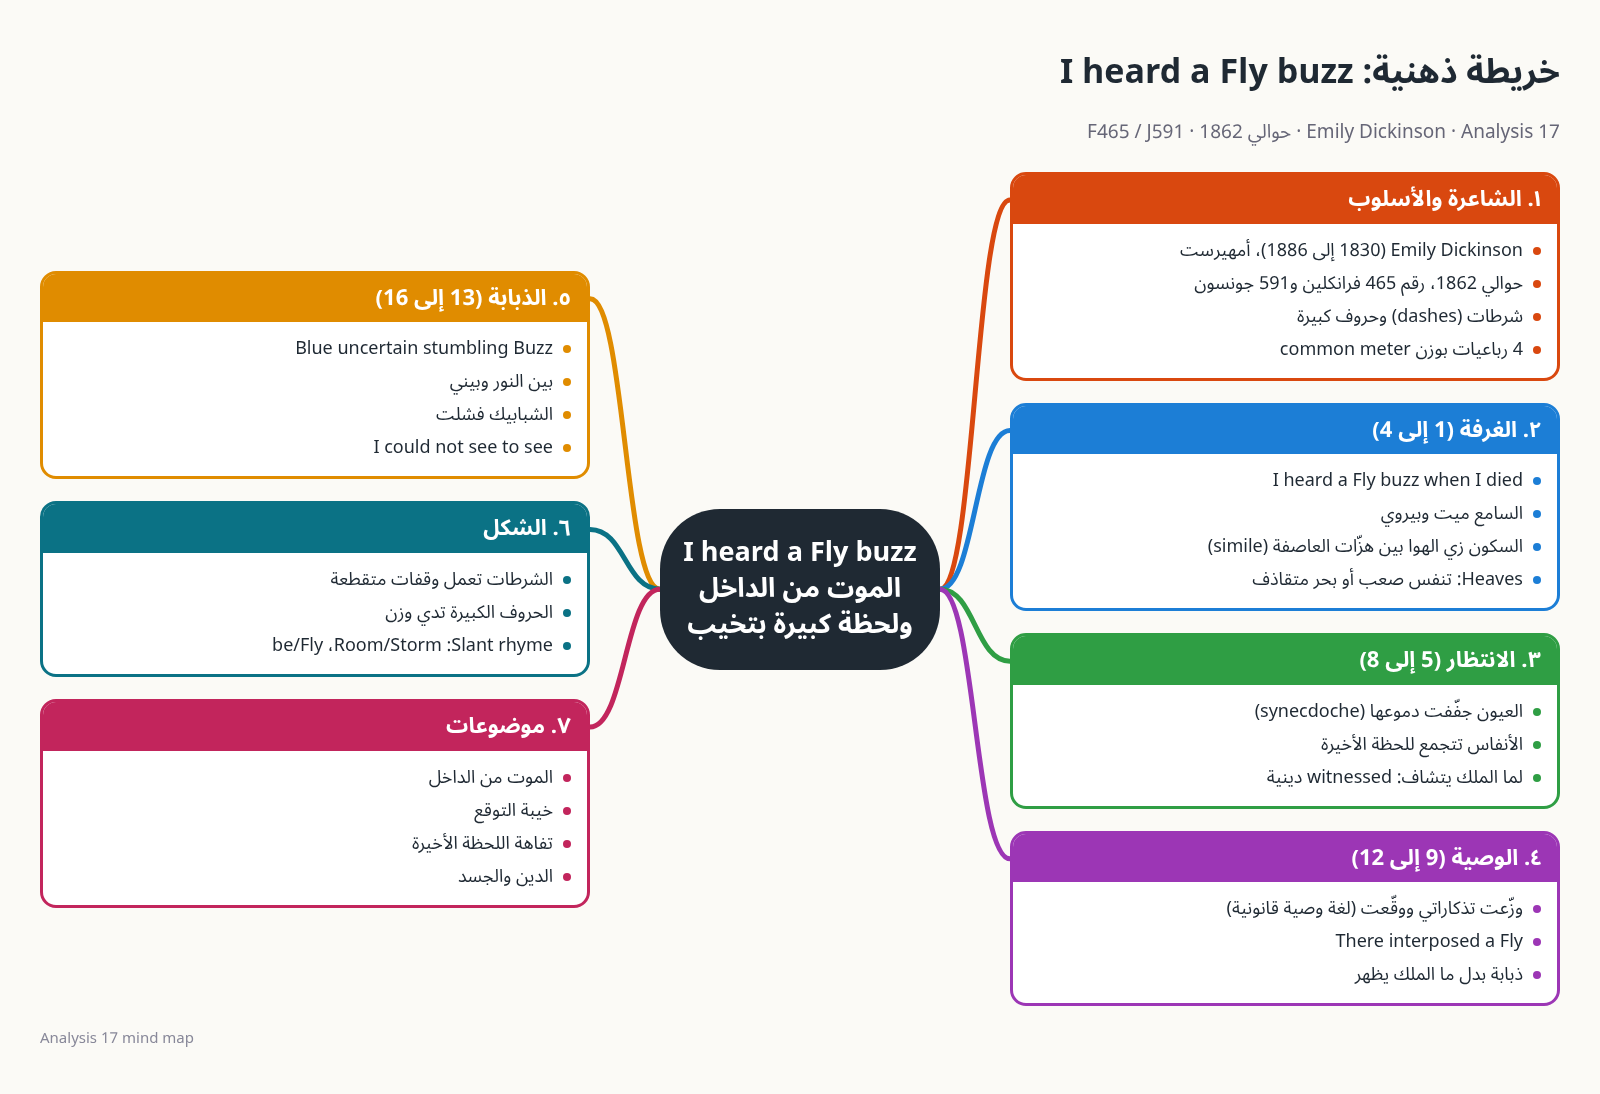 خريطة ذهنية: I heard a Fly buzz
Emily Dickinson · Analysis 17 · حوالي 1862 · F465 / J591
١. الشاعرة والأسلوب
Emily Dickinson (1830 إلى 1886)، أمهيرست
حوالي 1862، رقم 465 فرانكلين و591 جونسون
شرطات (dashes) وحروف كبيرة
4 رباعيات بوزن common meter
٢. الغرفة (1 إلى 4)
I heard a Fly buzz when I died
السامع ميت وبيروي
السكون زي الهوا بين هزّات العاصفة (simile)
Heaves: تنفس صعب أو بحر متقاذف
٣. الانتظار (5 إلى 8)
العيون جفّفت دموعها (synecdoche)
الأنفاس تتجمع للحظة الأخيرة
لما الملك يتشاف: witnessed دينية
٤. الوصية (9 إلى 12)
وزّعت تذكاراتي ووقّعت (لغة وصية قانونية)
There interposed a Fly
ذبابة بدل ما الملك يظهر
I heard a Fly buzz
الموت من الداخل
ولحظة كبيرة بتخيب
٥. الذبابة (13 إلى 16)
Blue uncertain stumbling Buzz
بين النور وبيني
الشبابيك فشلت
I could not see to see
٦. الشكل
الشرطات تعمل وقفات متقطعة
الحروف الكبيرة تدي وزن
Slant rhyme: Room/Storm، be/Fly
٧. موضوعات
الموت من الداخل
خيبة التوقع
تفاهة اللحظة الأخيرة
الدين والجسد
Analysis 17 mind map